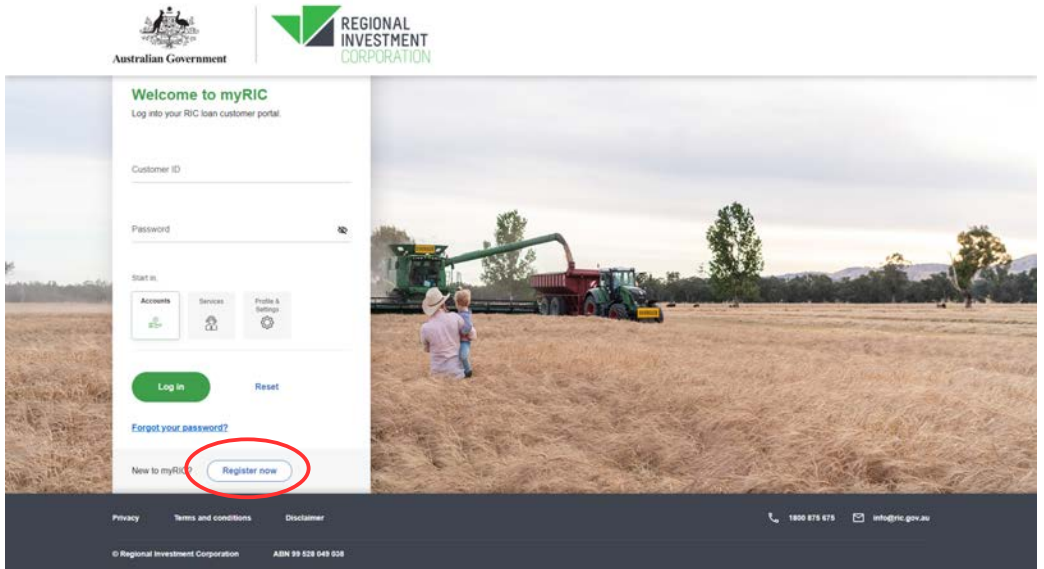 Australian Government
REGIONAL
INVESTMENT
CORPORATION
Welcome to myRIC
Log into your RIC loan customer portal.
Customer ID
Password
Start in.
Accounts
Services
Profile &
Settings
Log in
Reset
Forgot your password?
New to myRIC?
Register now
Privacy
Terms and conditions
Disclaimer
1800 875 675
info@ric.gov.au
© Regional Investment Corporation
ABN 99 528 049 038